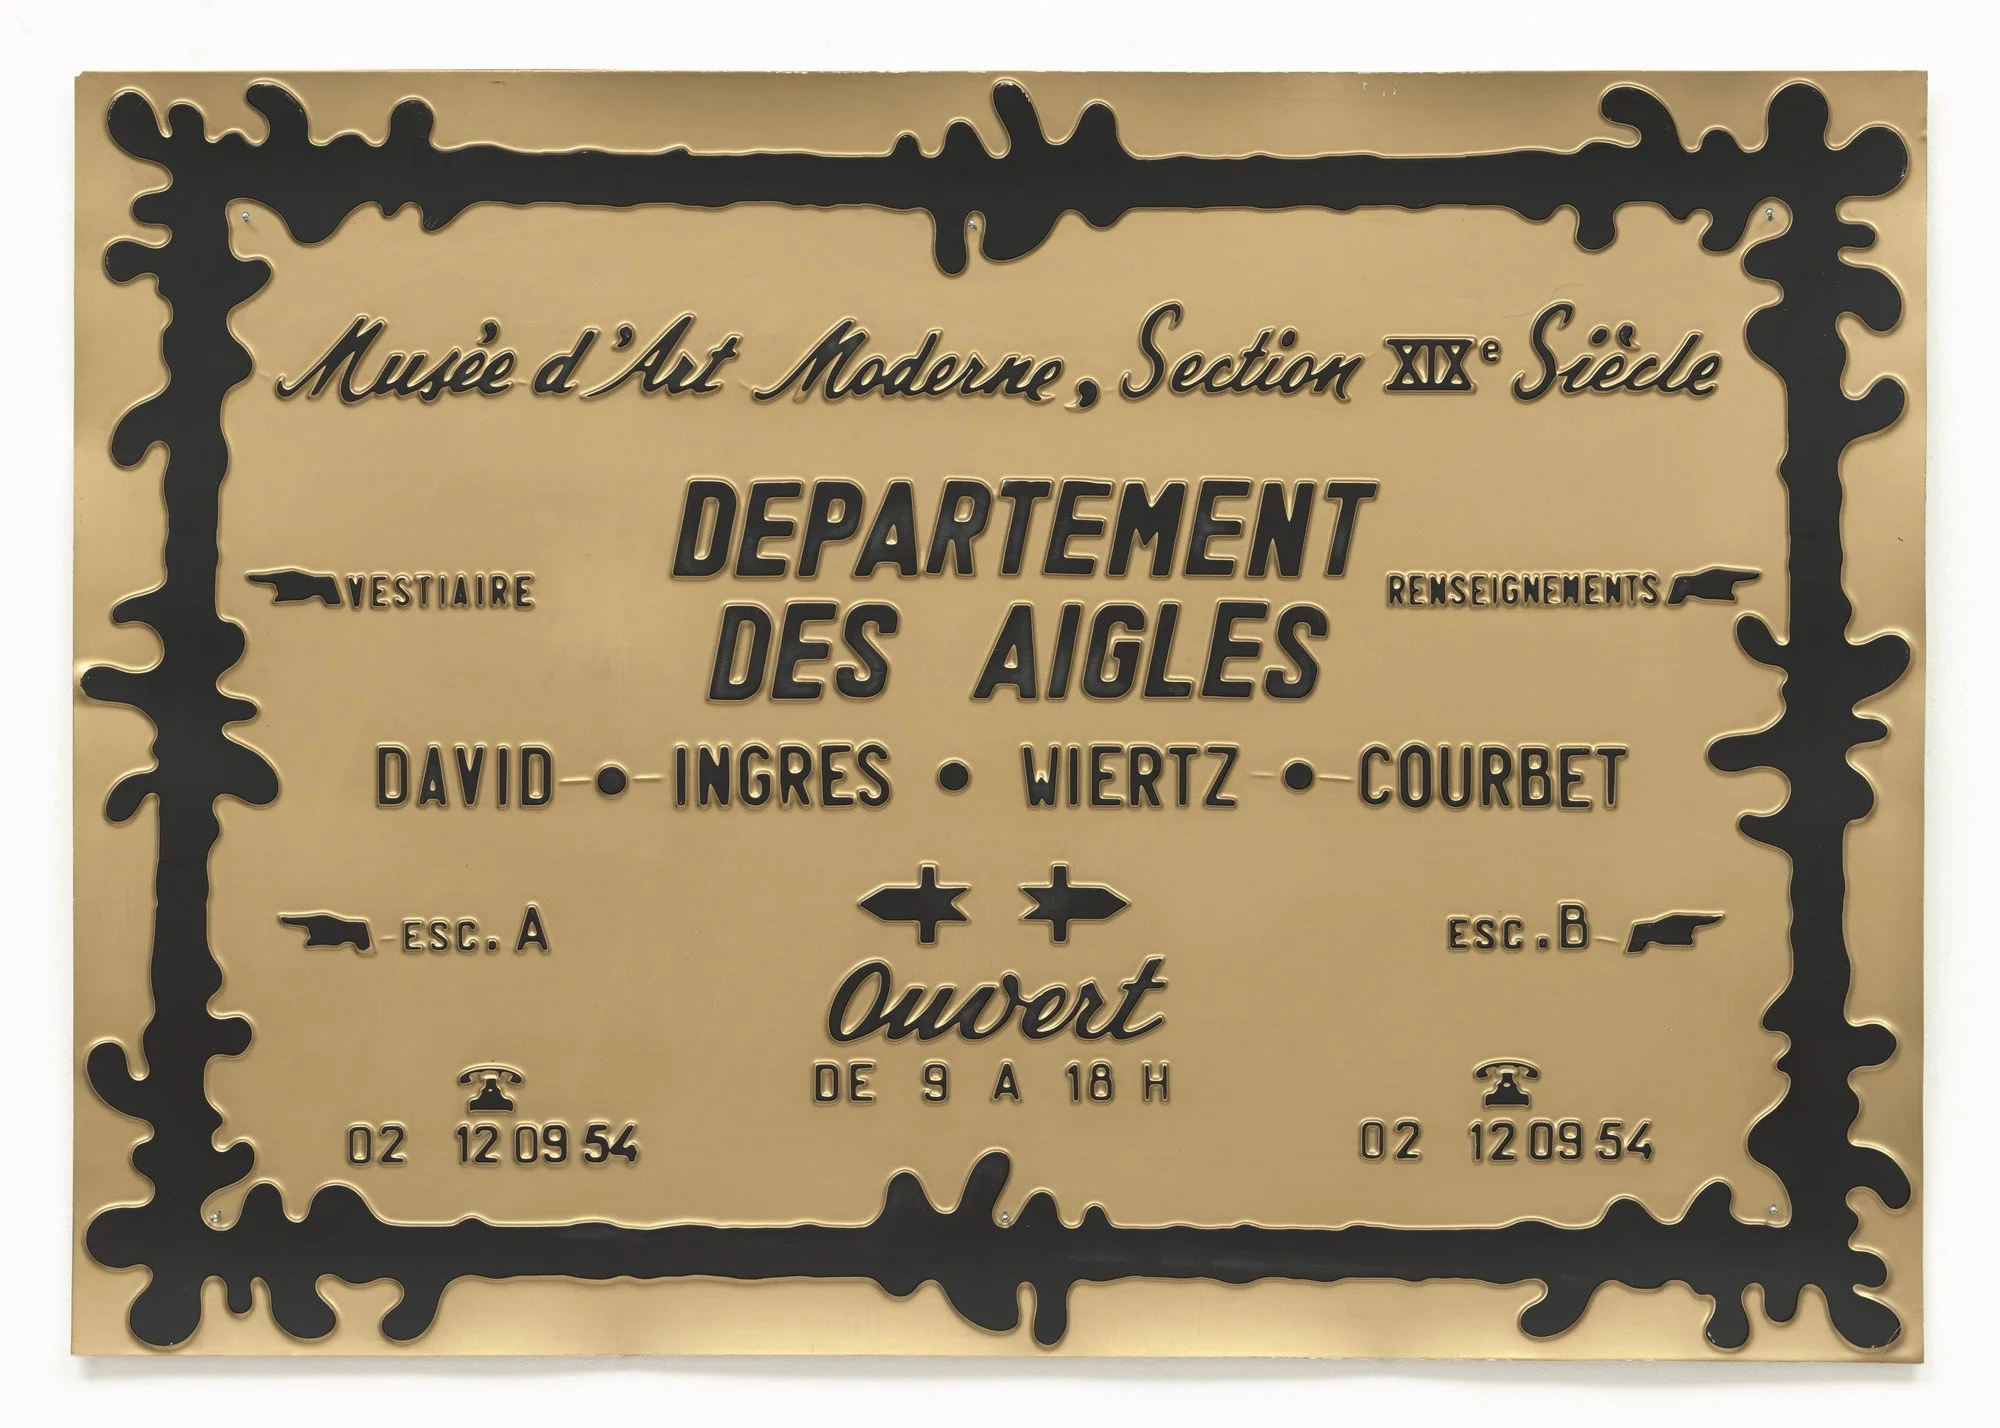 Musée d'Art Moderne, Section XIXe Siècle
DEPARTEMENT
DES AIGLES
VESTIAIRE
RENSEIGNEMENTS
DAVID • INGRES • WIERTZ • COURBET
ESC. A
ESC. B
Ouvert
DE 9 A 18 H
02 12 09 54
02 12 09 54